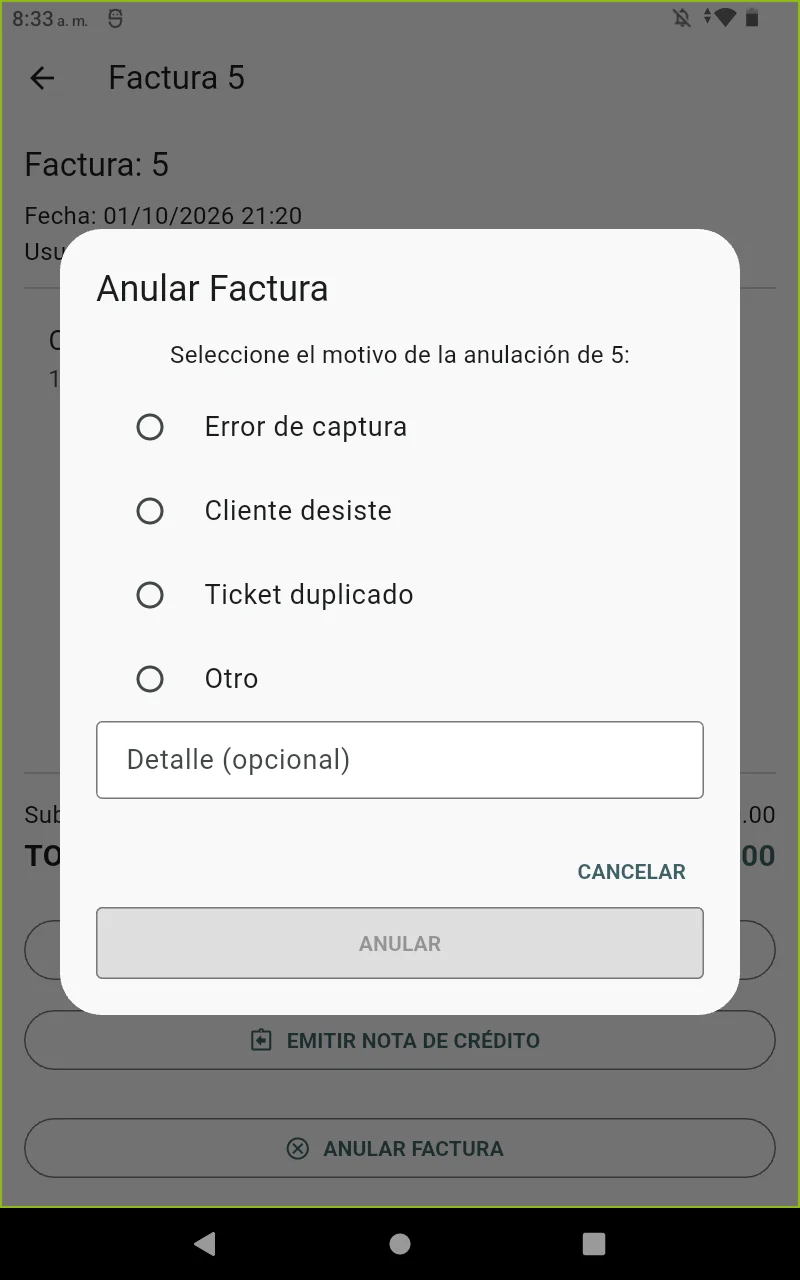 8:33 a. m.
Factura 5
Factura: 5
Fecha: 01/10/2026 21:20
Anular Factura
Seleccione el motivo de la anulación de 5:
Error de captura
Cliente desiste
Ticket duplicado
Otro
Detalle (opcional)
.00
00
CANCELAR
ANULAR
EMITIR NOTA DE CRÉDITO
ANULAR FACTURA